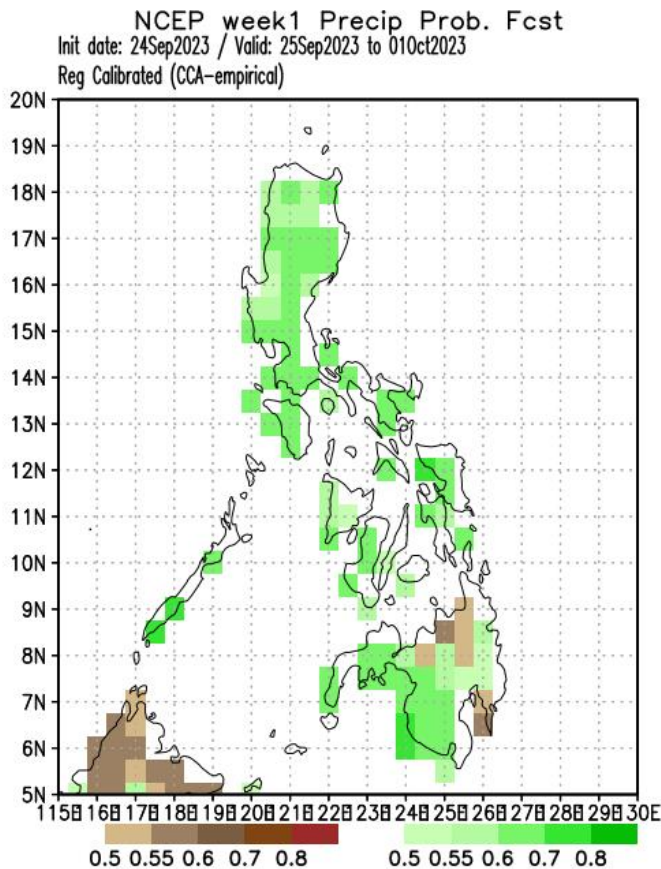 NCEP week1 Precip Prob. Fcst
Init date: 24Sep2023 / Valid: 25Sep2023 to 01Oct2023
Reg Calibrated (CCA-empirical)
20N
19N
18N
17N
16N
15N
14N
13N
12N
11N
10N
9N
8N
7N
6N
5N
115E 116E 117E 118E 119E 120E 121E 122E 123E 124E 125E 126E 127E 128E 129E 130E
0.5 0.55 0.6 0.7 0.8 0.5 0.55 0.6 0.7 0.8